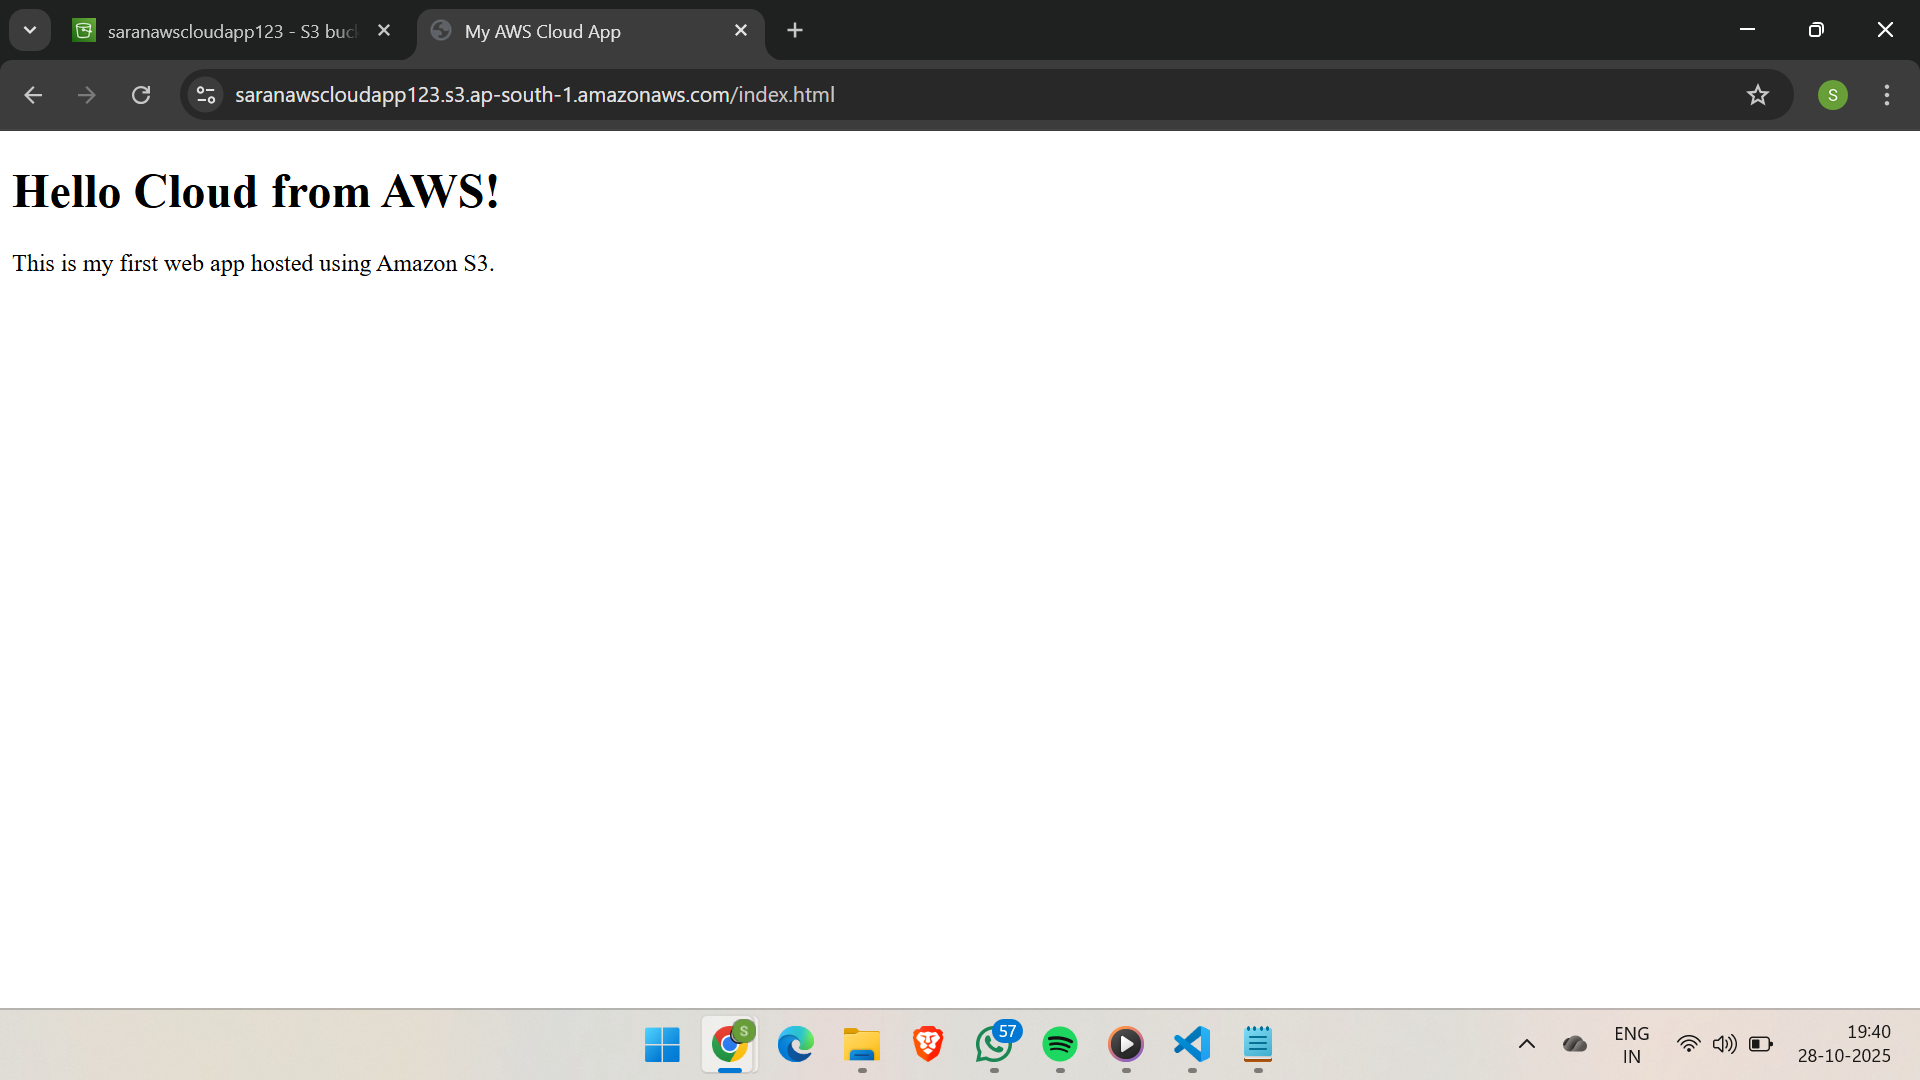 saranawscloudapp123 - S3 buc
My AWS Cloud App
saranawscloudapp123.s3.ap-south-1.amazonaws.com/index.html
S
Hello Cloud from AWS!
This is my first web app hosted using Amazon S3.
S
57
ENG
IN
19:40
28-10-2025